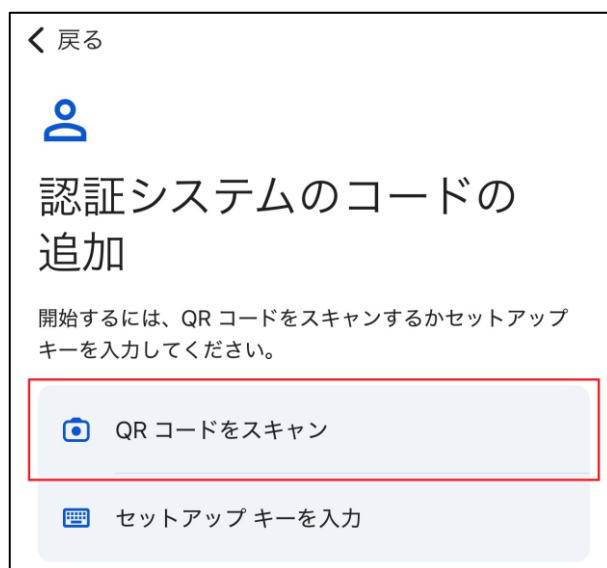 戻る
認証システムのコードの
追加
開始するには、QR コードをスキャンするかセットアップ
キーを入力してください。
QR コードをスキャン
セットアップ キーを入力